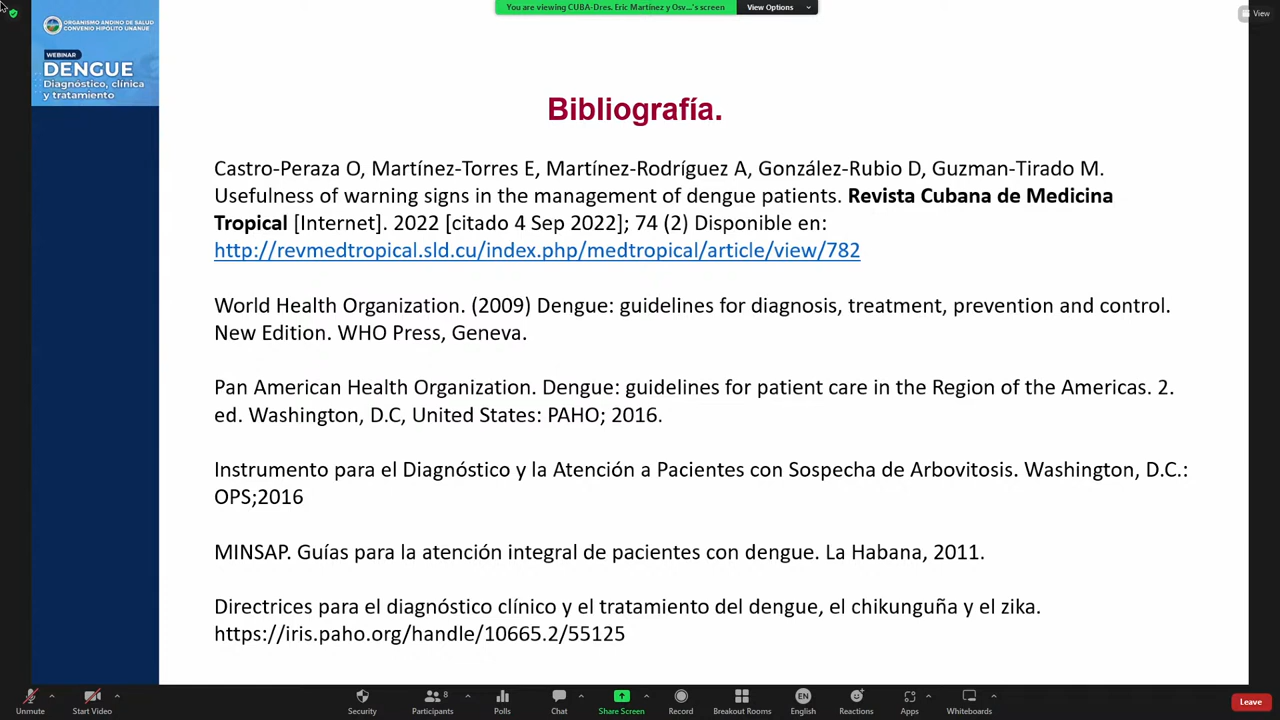 You are viewing CUBA-Dres. Eric Martínez y Osv...'s screen
View Options
View
ORGANISMO ANDINO DE SALUD
CONVENIO HIPÓLITO UNANUE
WEBINAR
DENGUE
Diagnóstico, clínica
y tratamiento
Bibliografía.
Castro-Peraza O, Martínez-Torres E, Martínez-Rodríguez A, González-Rubio D, Guzman-Tirado M.
Usefulness of warning signs in the management of dengue patients. Revista Cubana de Medicina
Tropical [Internet]. 2022 [citado 4 Sep 2022]; 74 (2) Disponible en:
http://revmedtropical.sld.cu/index.php/medtropical/article/view/782
World Health Organization. (2009) Dengue: guidelines for diagnosis, treatment, prevention and control.
New Edition. WHO Press, Geneva.
Pan American Health Organization. Dengue: guidelines for patient care in the Region of the Americas. 2.
ed. Washington, D.C, United States: PAHO; 2016.
Instrumento para el Diagnóstico y la Atención a Pacientes con Sospecha de Arbovitosis. Washington, D.C.:
OPS;2016
MINSAP. Guías para la atención integral de pacientes con dengue. La Habana, 2011.
Directrices para el diagnóstico clínico y el tratamiento del dengue, el chikunguña y el zika.
https://iris.paho.org/handle/10665.2/55125
Unmute
Start Video
Security
8
Participants
Polls
Chat
Share Screen
Record
Breakout Rooms
EN
English
Reactions
Apps
Whiteboards
Leave